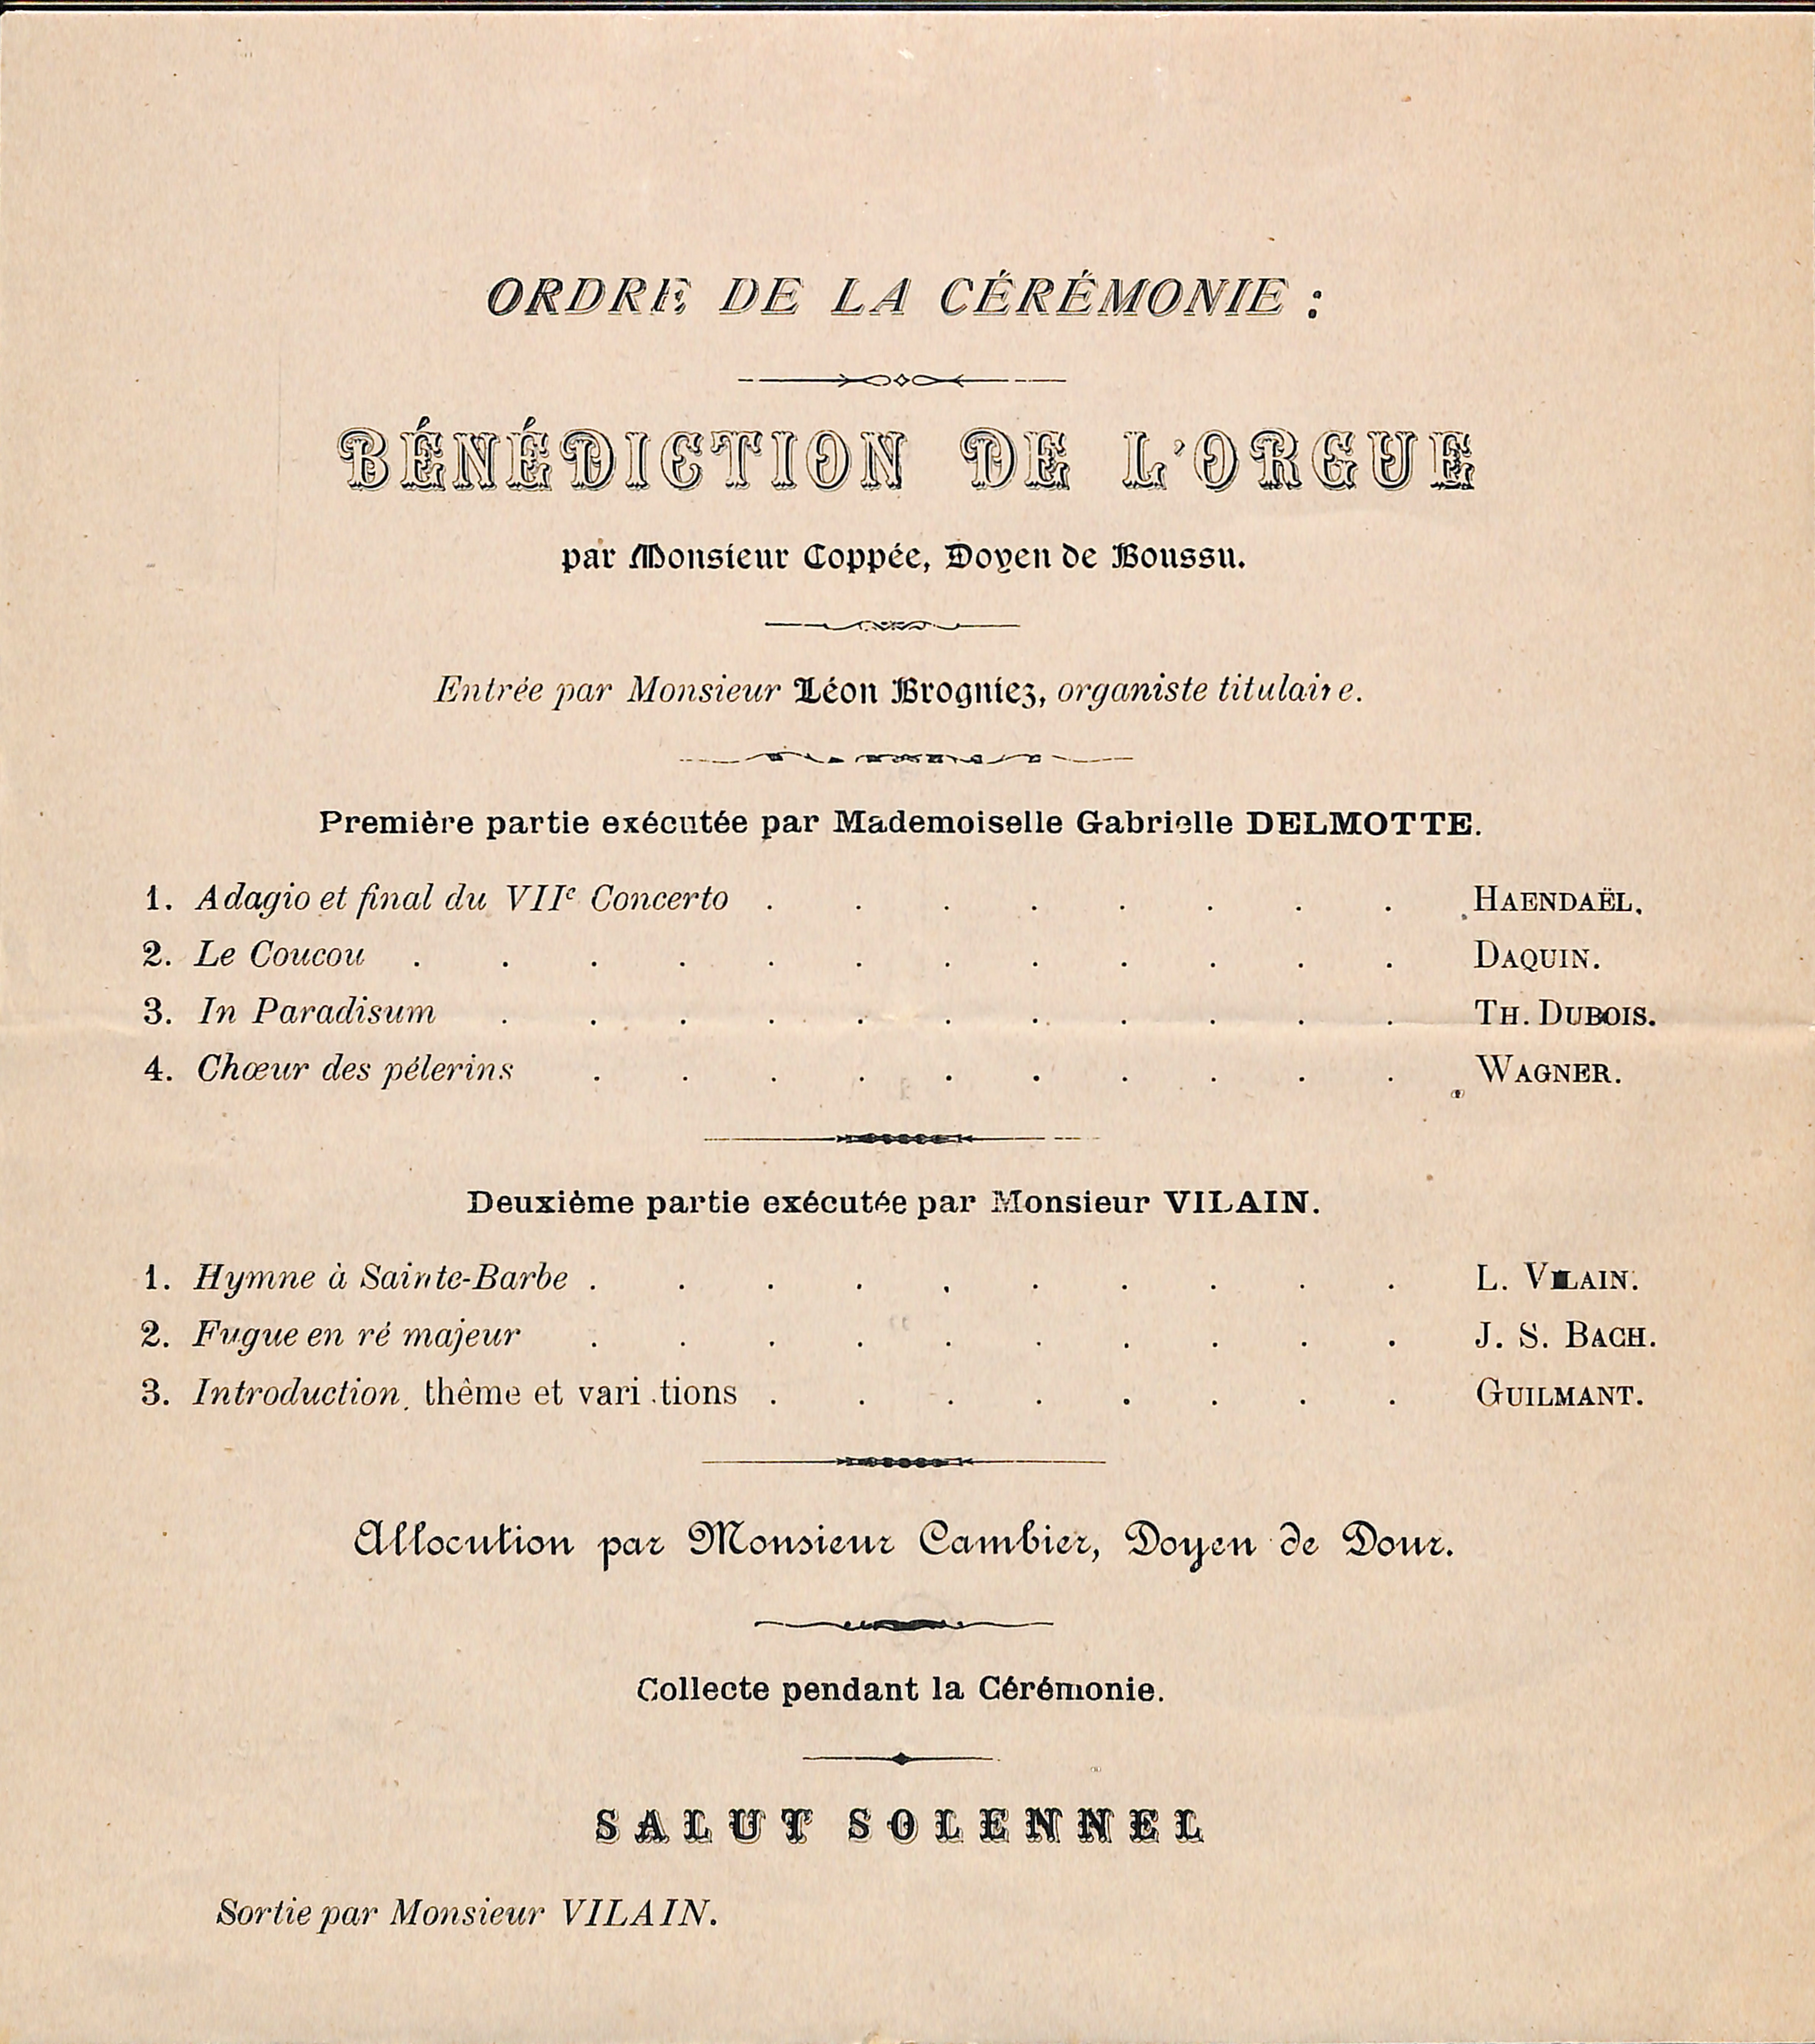 ORDRE DE LA CÉRÉMONIE :
BÉNÉDICTION DE L'ORGUE
par Monsieur Coppée, Doyen de Boussu.
Entrée par Monsieur Léon Brogniez, organiste titulaire.
Première partie exécutée par Mademoiselle Gabrielle DELMOTTE.
1. Adagio et final du VIIe Concerto . . . . . . . . HAENDAËL.
2. Le Coucou . . . . . . . . . . . . DAQUIN.
3. In Paradisum . . . . . . . . . . . TH. DUBOIS.
4. Chœur des pélerins . . . . . . . . . . WAGNER.
Deuxième partie exécutée par Monsieur VILAIN.
1. Hymne à Sainte-Barbe . . . . . . . . . . L. VILAIN.
2. Fugue en ré majeur . . . . . . . . . . J. S. BACH.
3. Introduction, thême et variations . . . . . . . . GUILMANT.
Allocution par Monsieur Cambier, Doyen de Dour.
Collecte pendant la Cérémonie.
SALUT SOLENNEL
Sortie par Monsieur VILAIN.